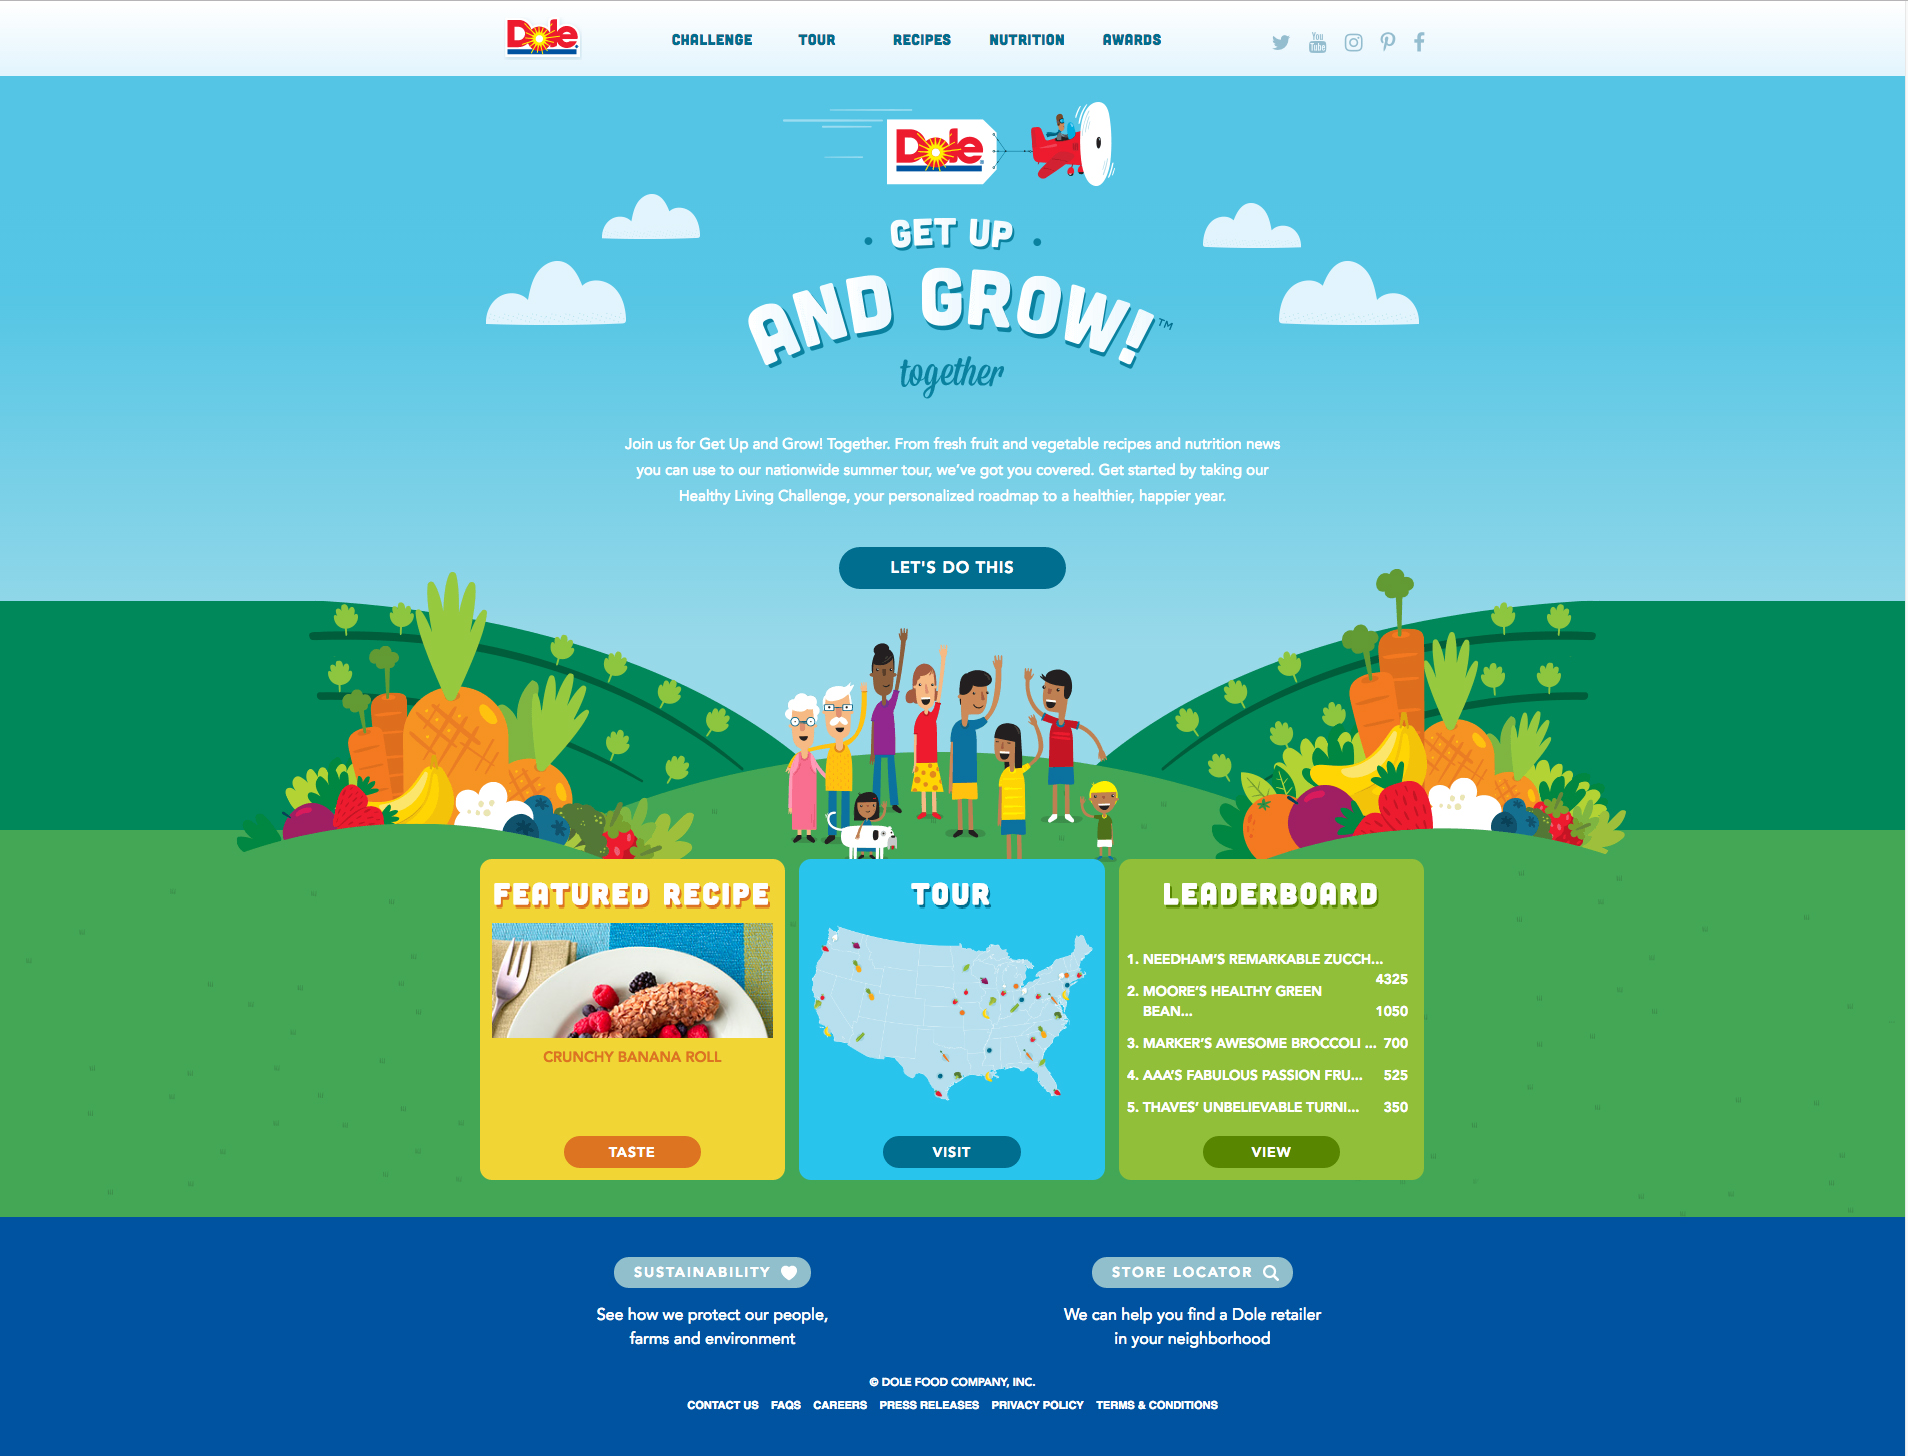 Dole
CHALLENGE TOUR RECIPES NUTRITION AWARDS
You Tube
Dole
GET UP
AND GROW!™
together
Join us for Get Up and Grow! Together. From fresh fruit and vegetable recipes and nutrition news
you can use to our nationwide summer tour, we've got you covered. Get started by taking our
Healthy Living Challenge, your personalized roadmap to a healthier, happier year.
LET'S DO THIS
FEATURED RECIPE
CRUNCHY BANANA ROLL
TASTE
TOUR
VISIT
LEADERBOARD
1. NEEDHAM'S REMARKABLE ZUCCH...
4325
2. MOORE'S HEALTHY GREEN
BEAN... 1050
3. MARKER'S AWESOME BROCCOLI ... 700
4. AAA'S FABULOUS PASSION FRU... 525
5. THAVES' UNBELIEVABLE TURNI... 350
VIEW
SUSTAINABILITY
See how we protect our people,
farms and environment
STORE LOCATOR
We can help you find a Dole retailer
in your neighborhood
© DOLE FOOD COMPANY, INC.
CONTACT US FAQS CAREERS PRESS RELEASES PRIVACY POLICY TERMS & CONDITIONS